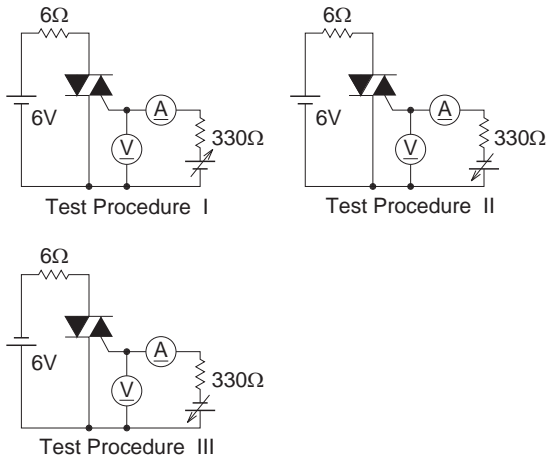 6Ω
6V
V
A
330Ω
Test Procedure I
6Ω
6V
V
A
330Ω
Test Procedure II
6Ω
6V
V
A
330Ω
Test Procedure III